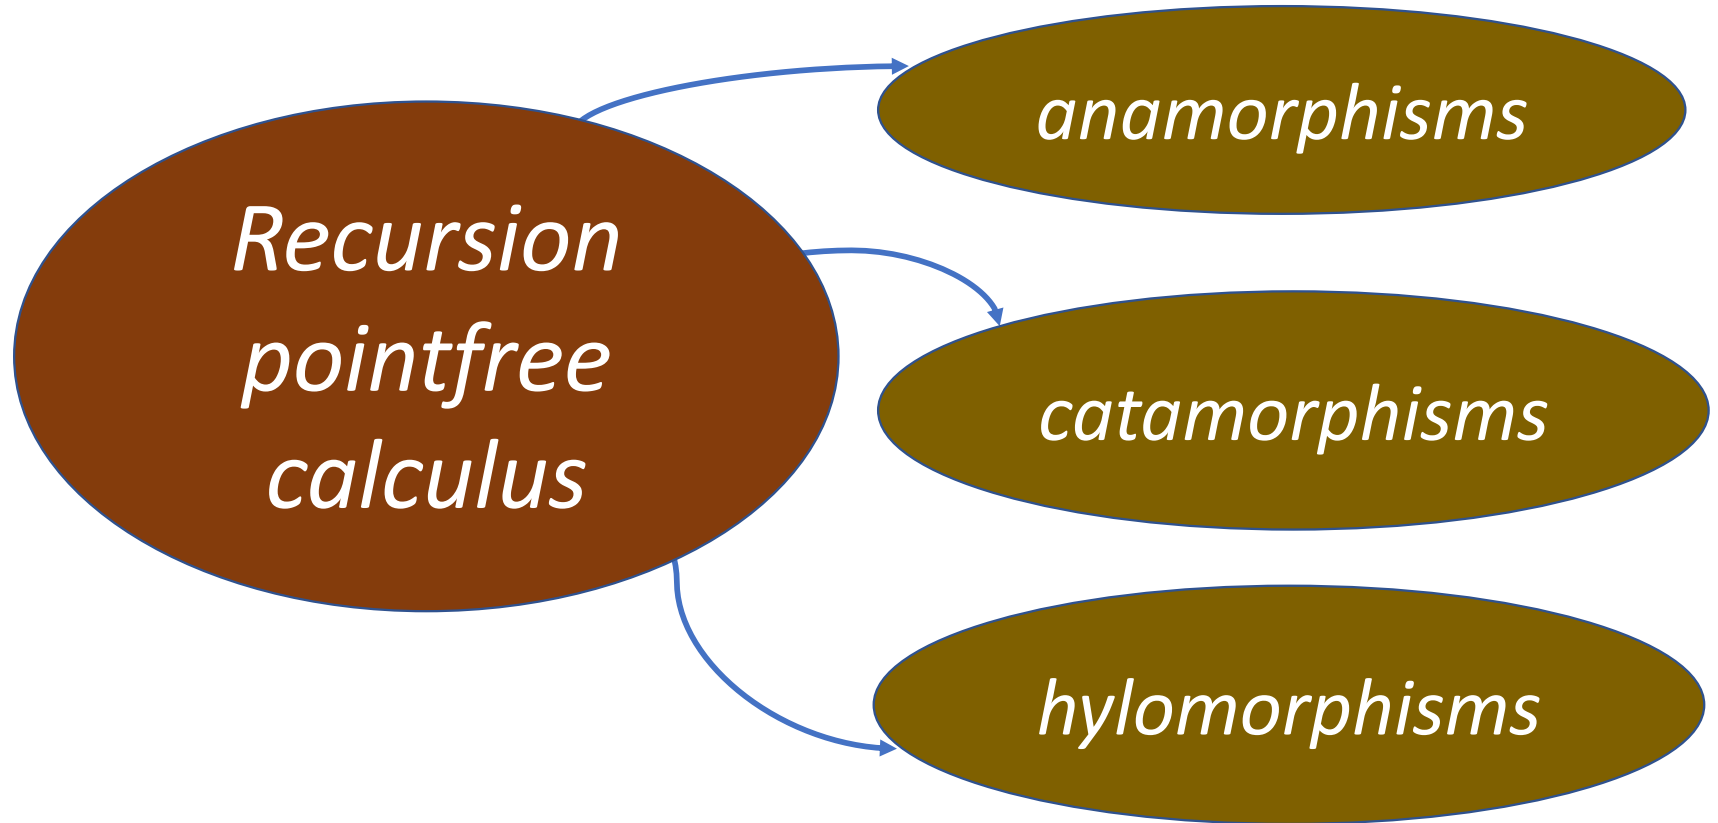 Recursion
pointfree
calculus
anamorphisms
catamorphisms
hylomorphisms